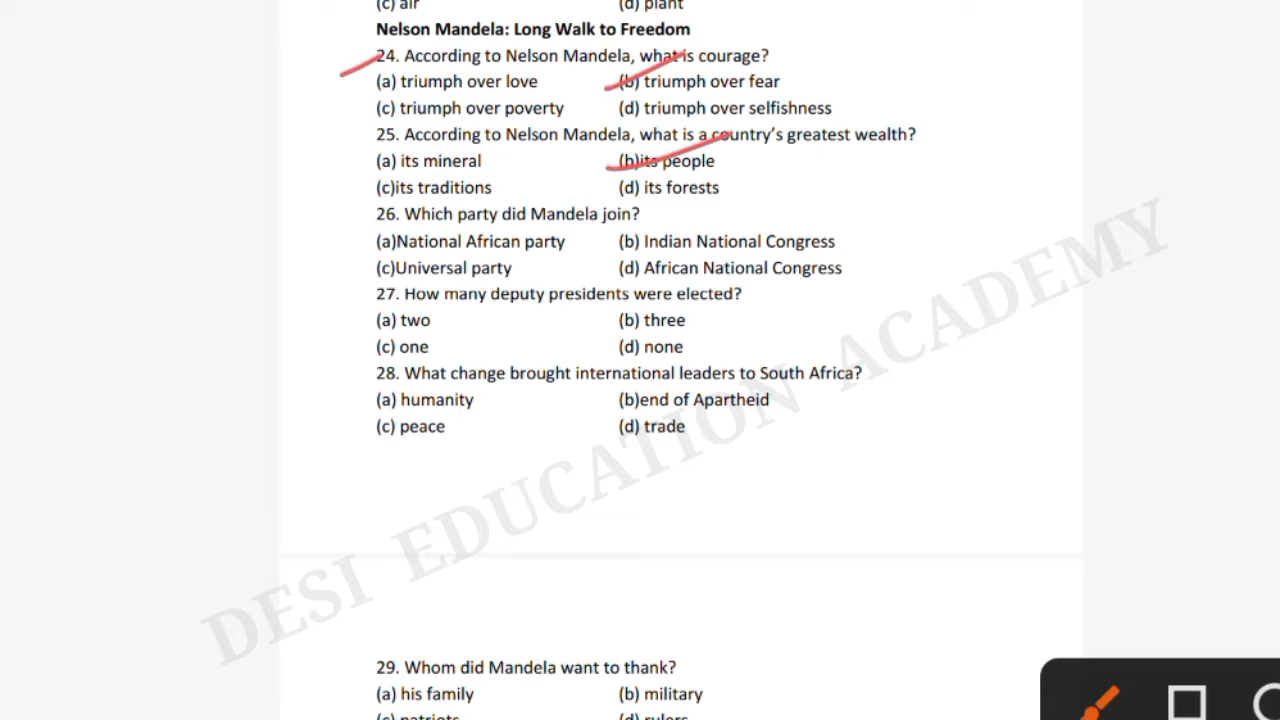 (c) air (d) plant
Nelson Mandela: Long Walk to Freedom
24. According to Nelson Mandela, what is courage?
(a) triumph over love (b) triumph over fear
(c) triumph over poverty (d) triumph over selfishness
25. According to Nelson Mandela, what is a country’s greatest wealth?
(a) its mineral (b)its people
(c)its traditions (d) its forests
26. Which party did Mandela join?
(a)National African party (b) Indian National Congress
(c)Universal party (d) African National Congress
27. How many deputy presidents were elected?
(a) two (b) three
(c) one (d) none
28. What change brought international leaders to South Africa?
(a) humanity (b)end of Apartheid
(c) peace (d) trade
DESI EDUCATION ACADEMY
29. Whom did Mandela want to thank?
(a) his family (b) military
(c) patriots (d) rulers